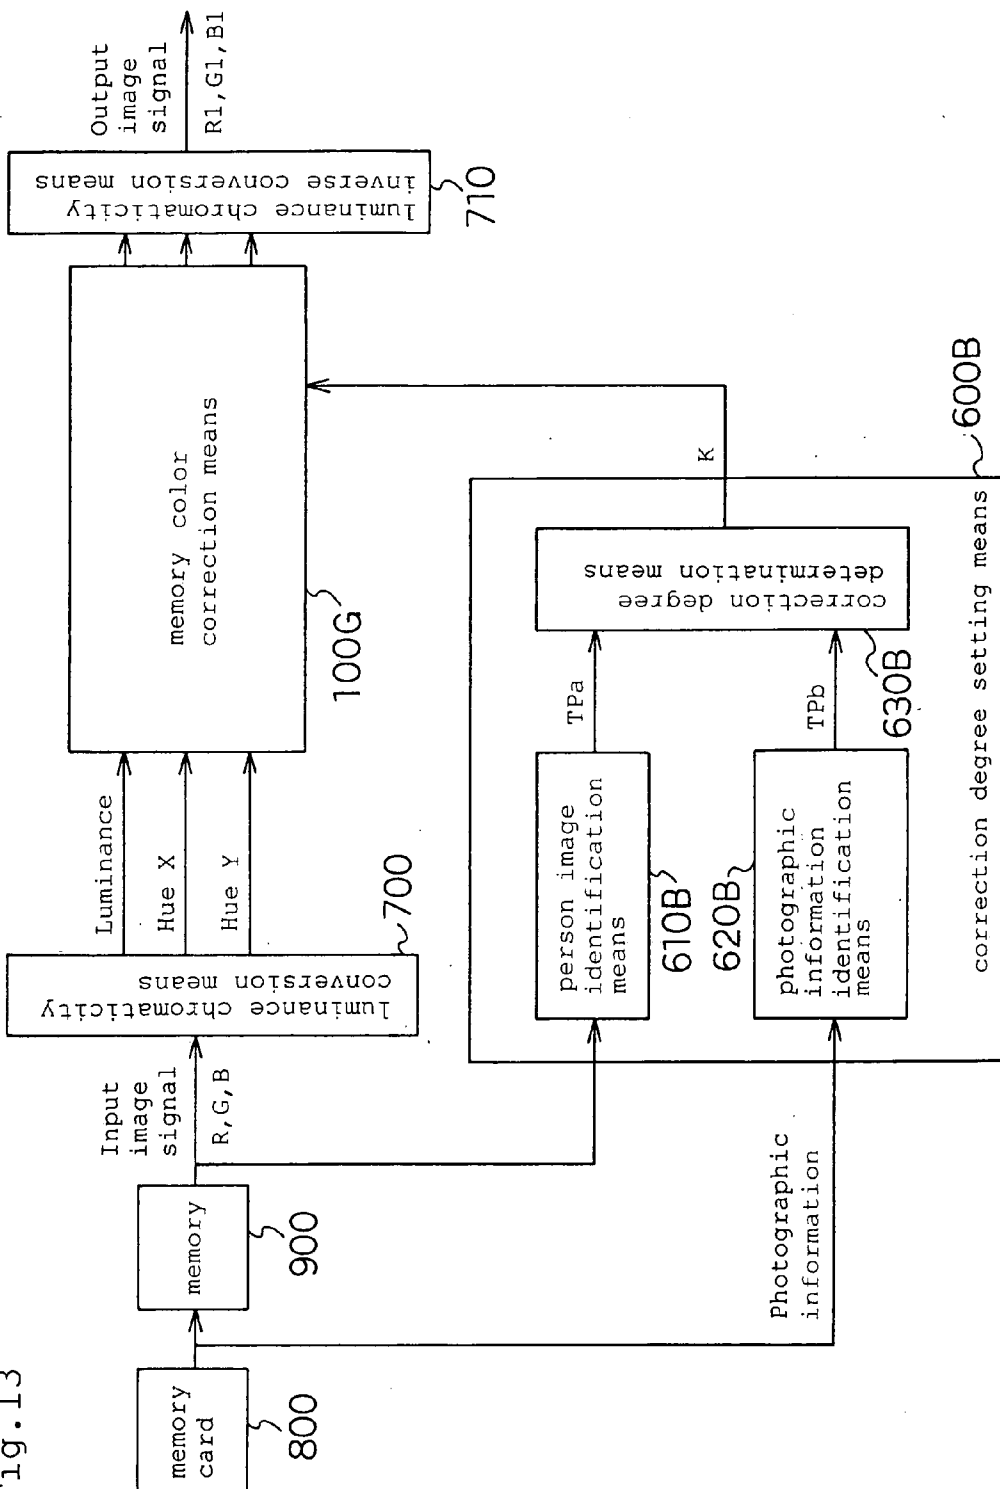 Fig.13
memory
card
800
memory
900
Input
image
signal
R,G,B
luminance chromaticity
conversion means
700
Luminance
Hue X
Hue Y
memory color
correction means
100G
luminance chromaticity
inverse conversion means
710
Output
image
signal
R1,G1,B1
Photographic
information
person image
identification
means
610B
photographic
information
identification
means
620B
TPa
TPb
correction degree
determination means
630B
K
correction degree setting means
600B